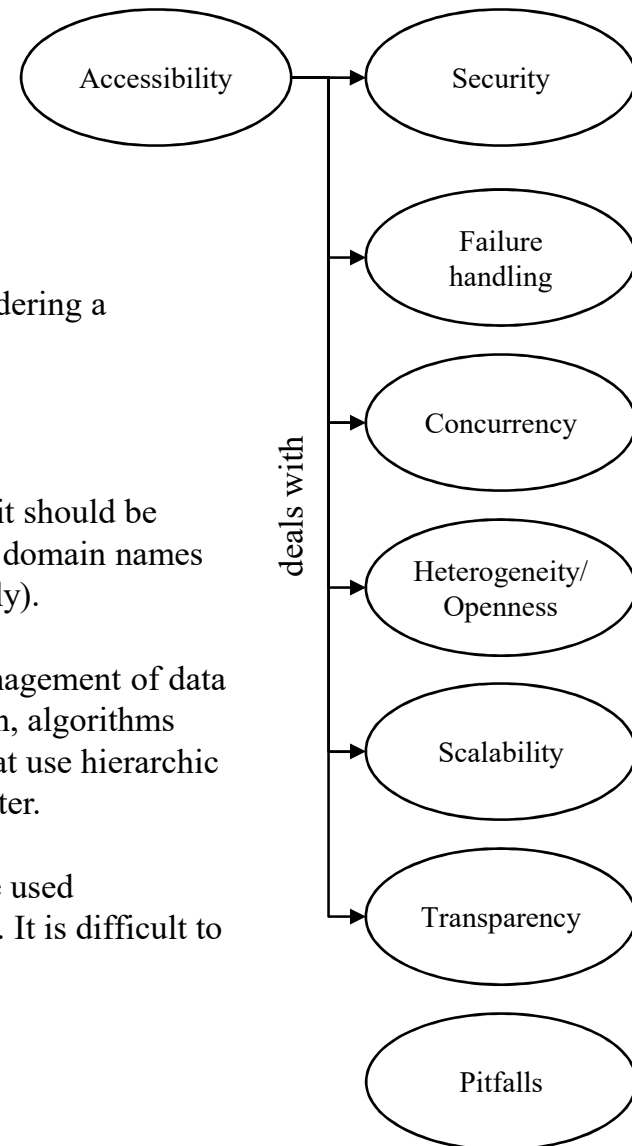 Accessibility
Security
Failure
handling
dering a
Concurrency
deals with
it should be
domain names
ly).
Heterogeneity/
Openness
nagement of data
n, algorithms
at use hierarchic
ter.
Scalability
e used
. It is difficult to
Transparency
Pitfalls